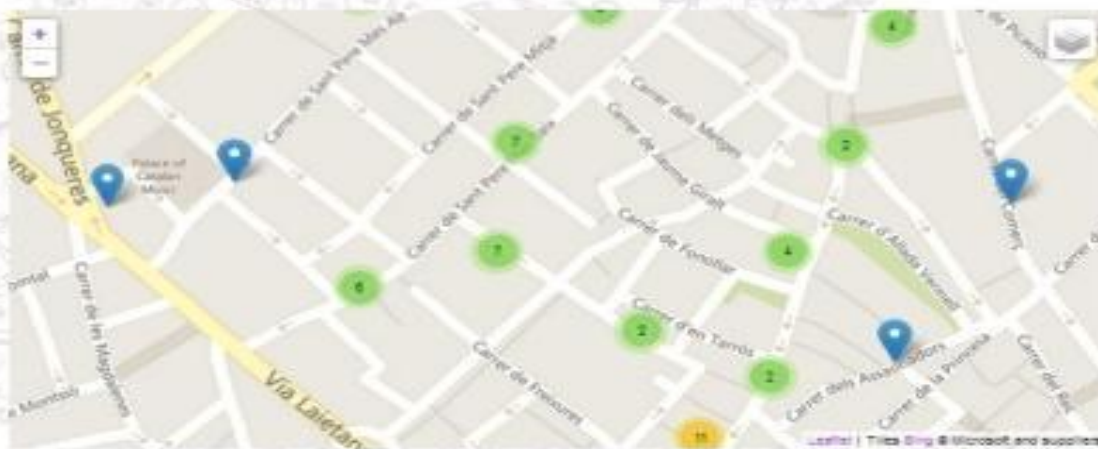 +
−
4
de Jonqueres
Carrer de Sant Pere Més Alt
Carrer de Sant Pere Mitjà
Carrer dels Metges
Palace of
Catalan
Music
7
2
Carrer de Jaume Giralt
Carrer de Sant Pere
ana
Carrer d'Allada Vermell
Carrer de Fonollar
7
4
6
Carrer de les Magdalenes
2
Carrer d'en Tarròs
Carrer de Freixures
2
Carrer dels Assaonadors
Carrer de la Princesa
Carrer del Rec
e Montsió
Via Laietan
11
Leaflet | Tiles Bing © Microsoft and suppliers